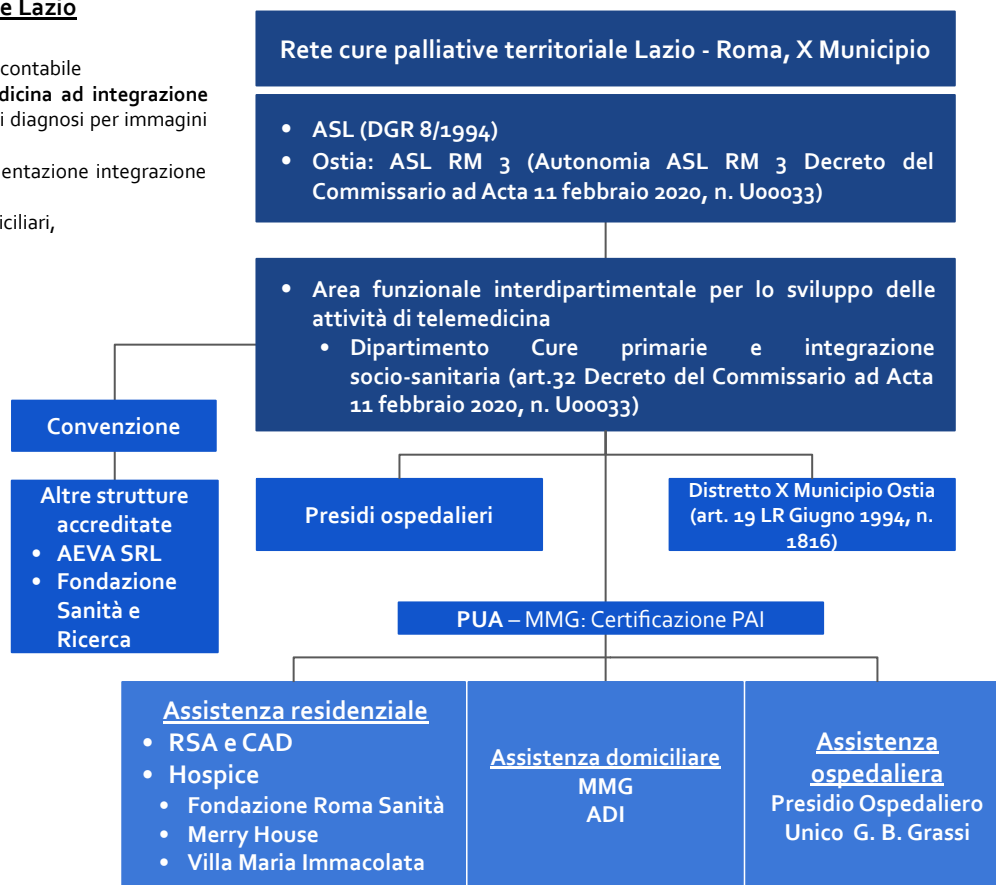 e Lazio
contabile
dicina ad integrazione
i diagnosi per immagini
entazione integrazione
iciliari,
Rete cure palliative territoriale Lazio - Roma, X Municipio
• ASL (DGR 8/1994)
• Ostia: ASL RM 3 (Autonomia ASL RM 3 Decreto del
Commissario ad Acta 11 febbraio 2020, n. U00033)
• Area funzionale interdipartimentale per lo sviluppo delle
attività di telemedicina
• Dipartimento Cure primarie e integrazione
socio-sanitaria (art.32 Decreto del Commissario ad Acta
11 febbraio 2020, n. U00033)
Convenzione
Altre strutture
accreditate
• AEVA SRL
• Fondazione
Sanità e
Ricerca
Presidi ospedalieri
Distretto X Municipio Ostia
(art. 19 LR Giugno 1994, n.
1816)
PUA – MMG: Certificazione PAI
Assistenza residenziale
• RSA e CAD
• Hospice
• Fondazione Roma Sanità
• Merry House
• Villa Maria Immacolata
Assistenza domiciliare
MMG
ADI
Assistenza
ospedaliera
Presidio Ospedaliero
Unico G. B. Grassi